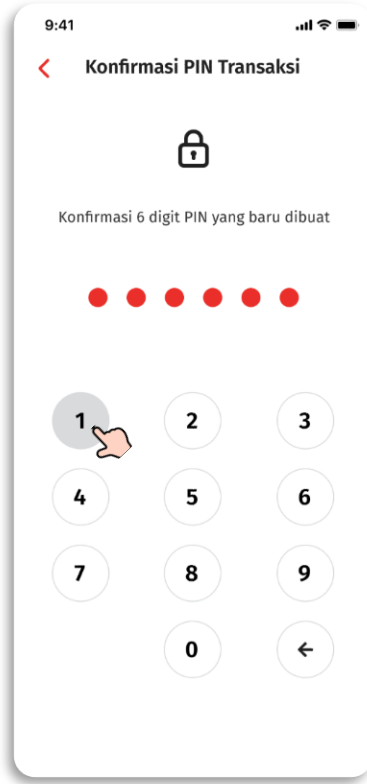 9:41
Konfirmasi PIN Transaksi
Konfirmasi 6 digit PIN yang baru dibuat
1 2 3
4 5 6
7 8 9
0